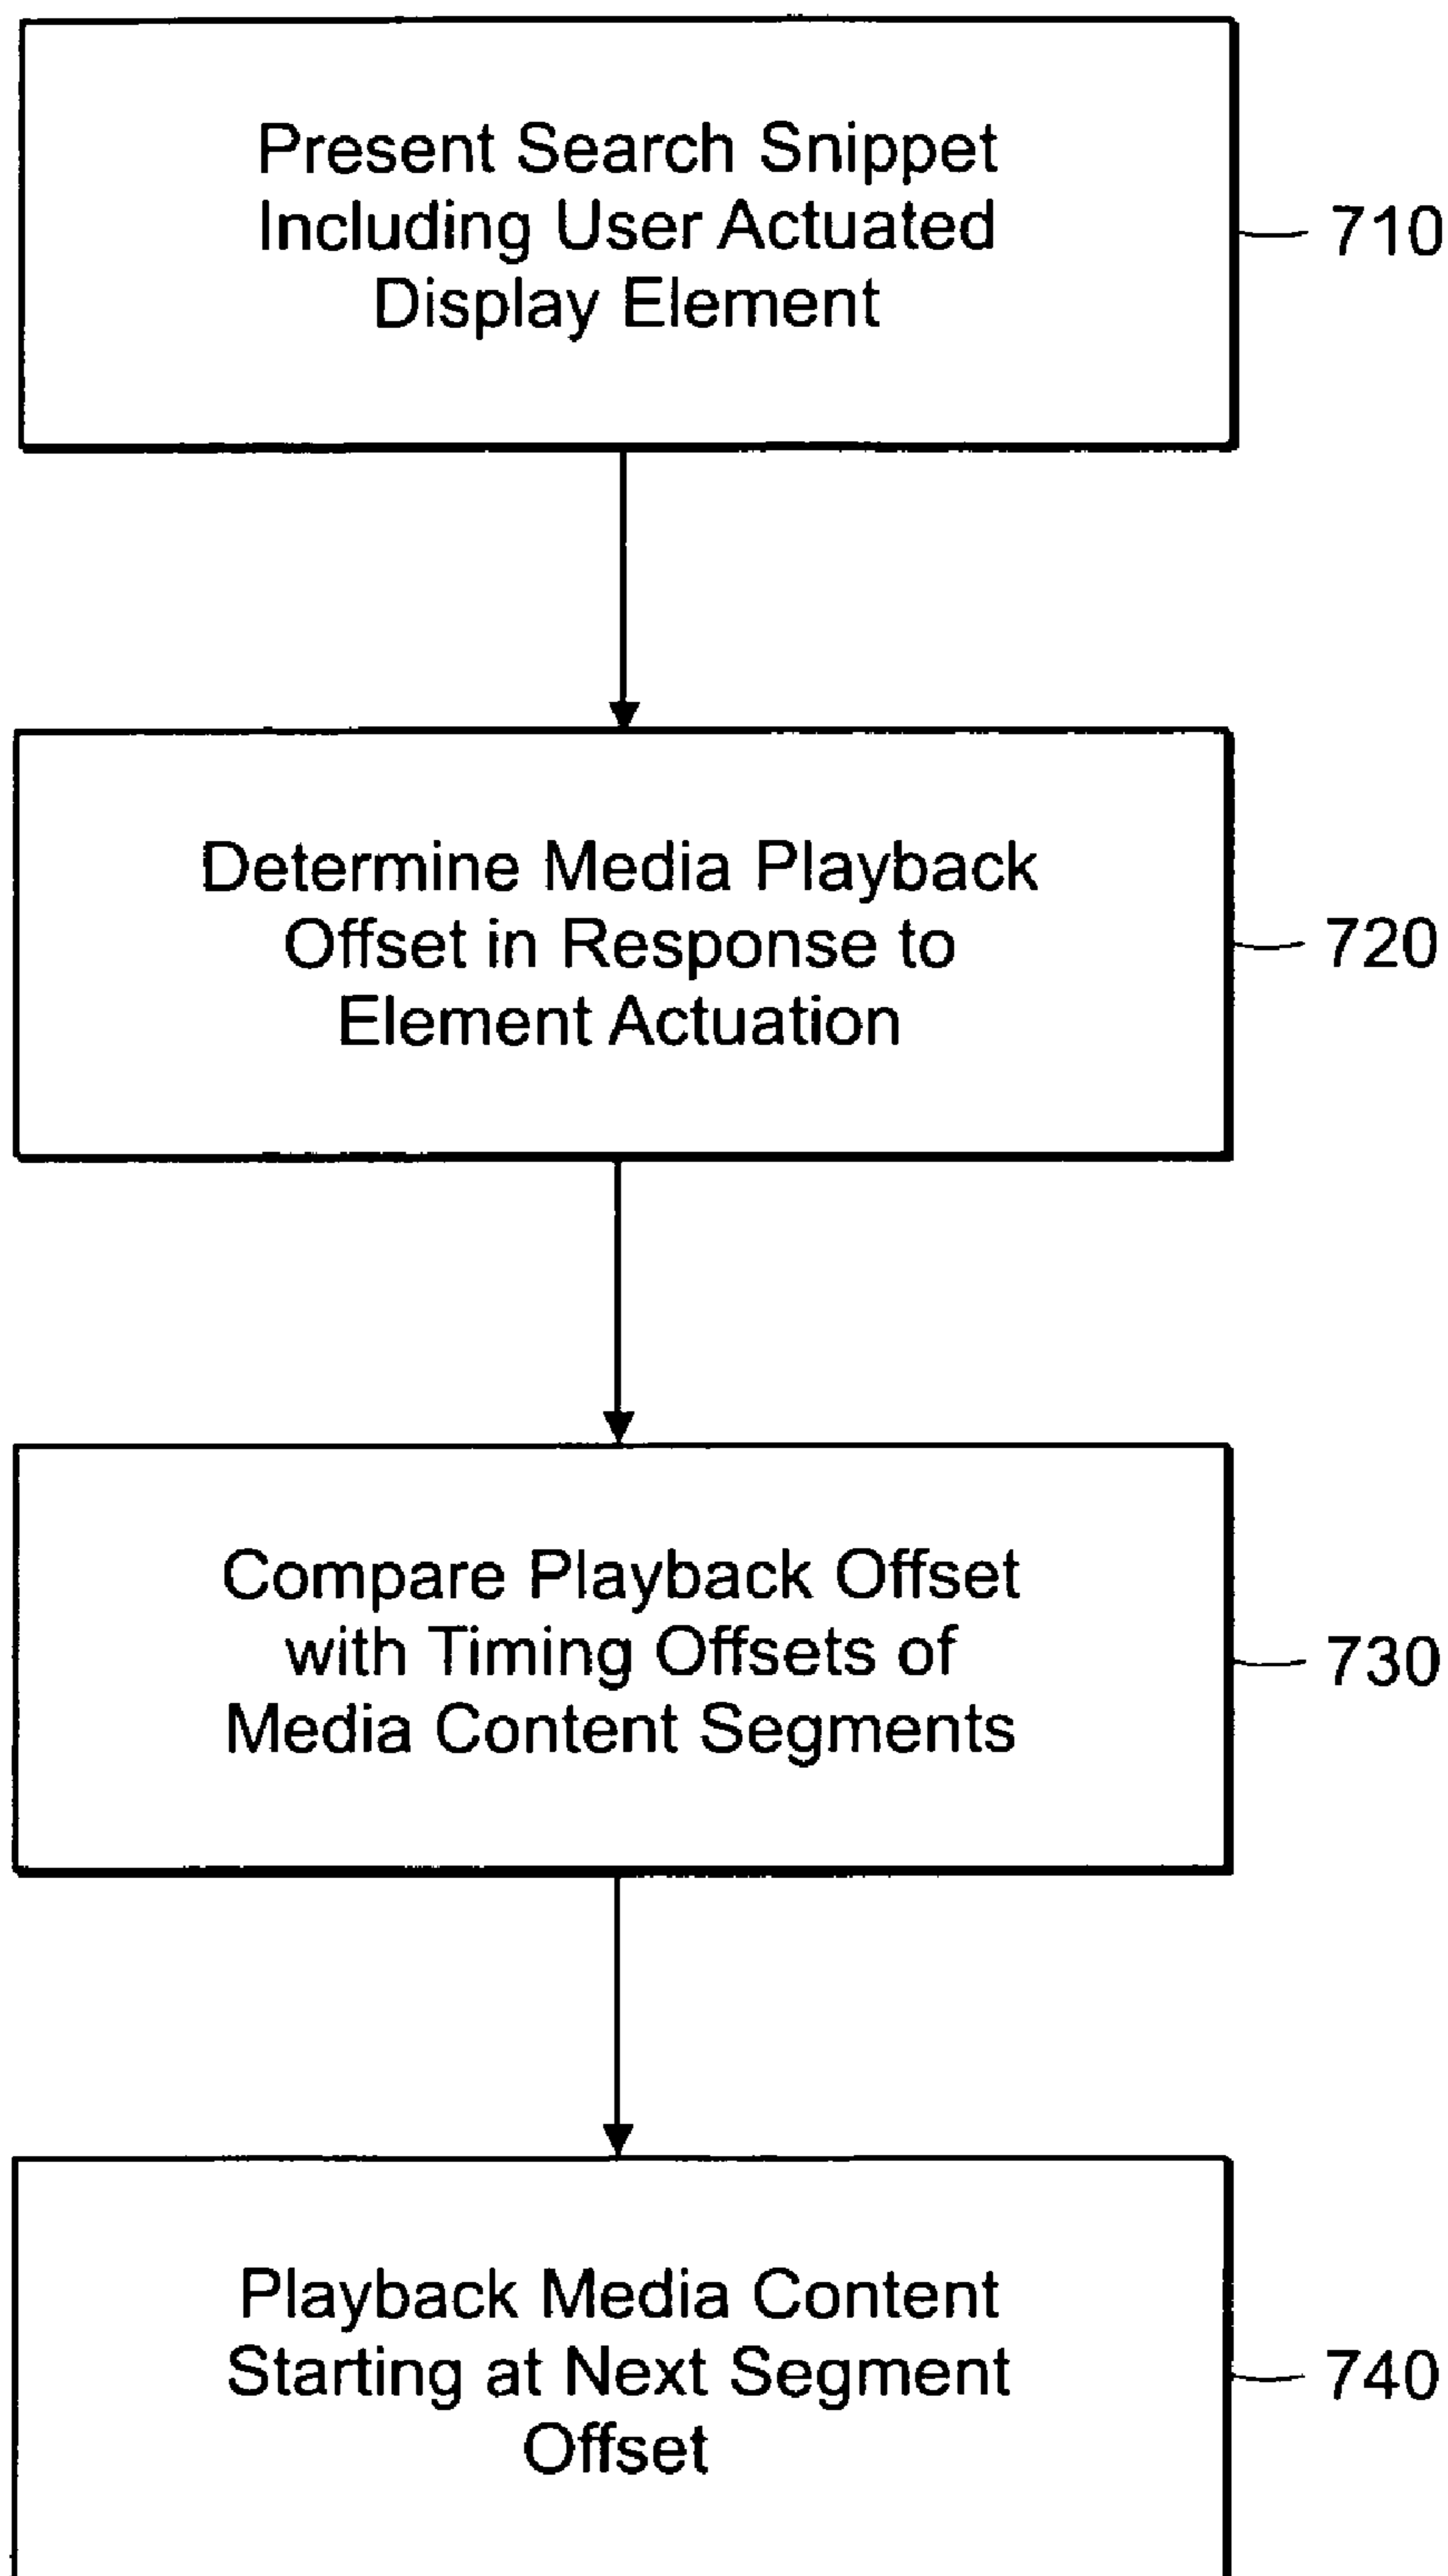 Present Search Snippet
Including User Actuated
Display Element
710
Determine Media Playback
Offset in Response to
Element Actuation
720
Compare Playback Offset
with Timing Offsets of
Media Content Segments
730
Playback Media Content
Starting at Next Segment
Offset
740